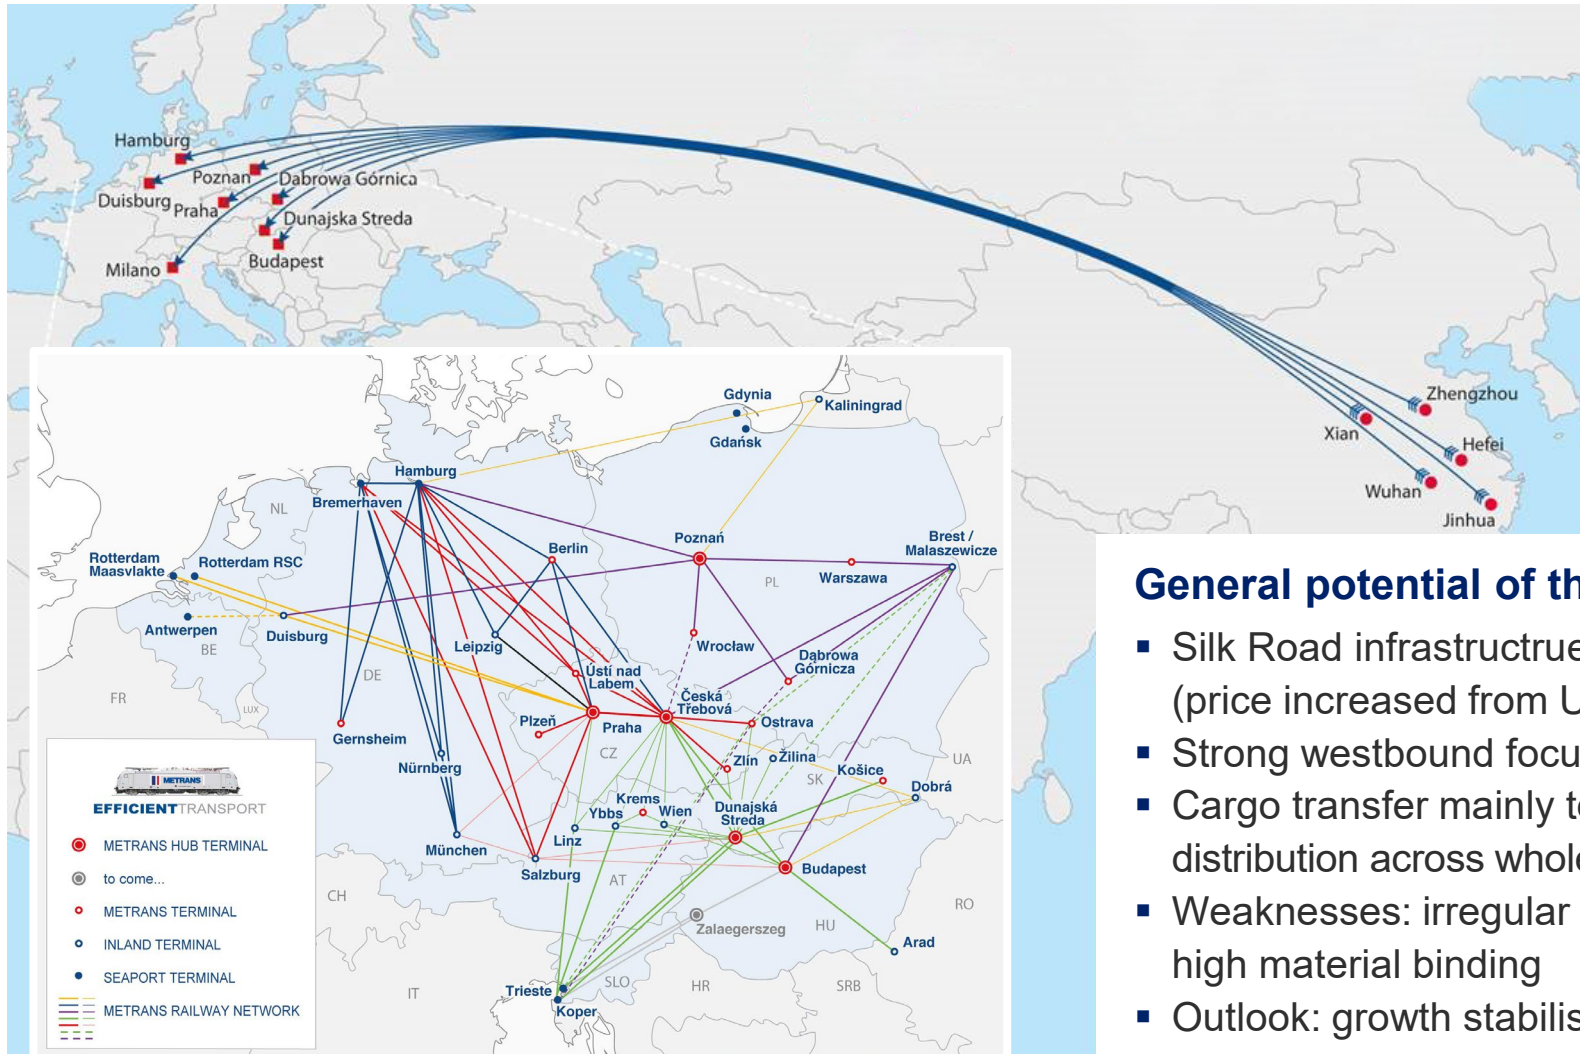 Hamburg
Poznan
Dabrowa Górnica
Duisburg
Praha
Dunajska Streda
Milano
Budapest
Zhengzhou
Xian
Hefei
Wuhan
Jinhua
Gdynia
Kaliningrad
Gdańsk
Hamburg
Bremerhaven
NL
Rotterdam
Maasvlakte
Rotterdam RSC
Berlin
Poznań
Brest /
Malaszewicze
PL
Warszawa
Antwerpen
BE
Duisburg
Leipzig
Wrocław
Dąbrowa
Górnicza
DE
Ústí nad
Labem
FR
LUX
Česká
Třebová
Plzeň
Praha
Ostrava
Gernsheim
CZ
Nürnberg
Zlín
Žilina
SK
Košice
UA
Dobrá
Krems
Ybbs
Wien
Dunajská
Streda
Linz
München
Salzburg
Budapest
AT
CH
RO
Zalaegerszeg
HU
Arad
IT
Trieste
SLO
HR
SRB
Koper
METRANS
EFFICIENTTRANSPORT
METRANS HUB TERMINAL
to come...
METRANS TERMINAL
INLAND TERMINAL
SEAPORT TERMINAL
METRANS RAILWAY NETWORK
General potential of th
▪ Silk Road infrastructrue
(price increased from U
▪ Strong westbound focu
▪ Cargo transfer mainly to
distribution across whole
▪ Weaknesses: irregular
high material binding
▪ Outlook: growth stabilis